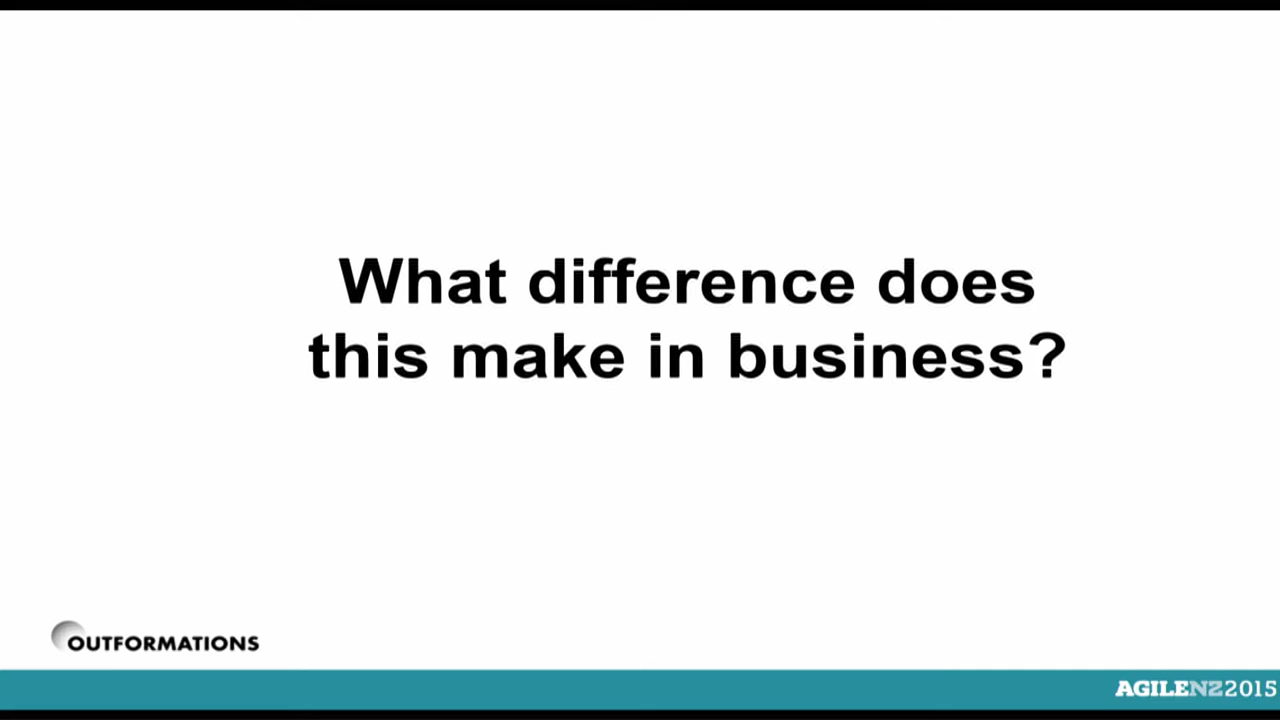 What difference does
this make in business?
OUTFORMATIONS
AGILENZ2015